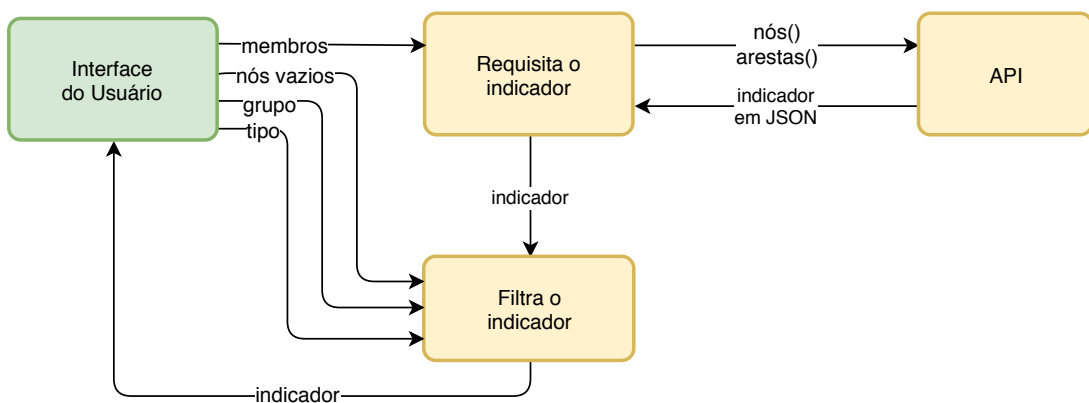 Interface
do Usuário
membros
nós vazios
grupo
tipo
Requisita o
indicador
nós()
arestas()
indicador
em JSON
API
indicador
Filtra o
indicador
indicador